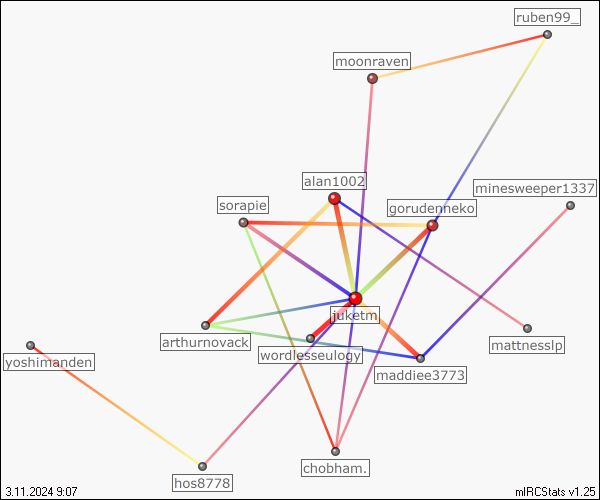 ruben99_
moonraven
alan1002
minesweeper1337
sorapie
gorudenneko
juketm
arthurnovack
mattnesslp
wordlesseulogy
yoshimanden
maddiee3773
chobham.
hos8778
3.11.2024 9:07
mIRCStats v1.25